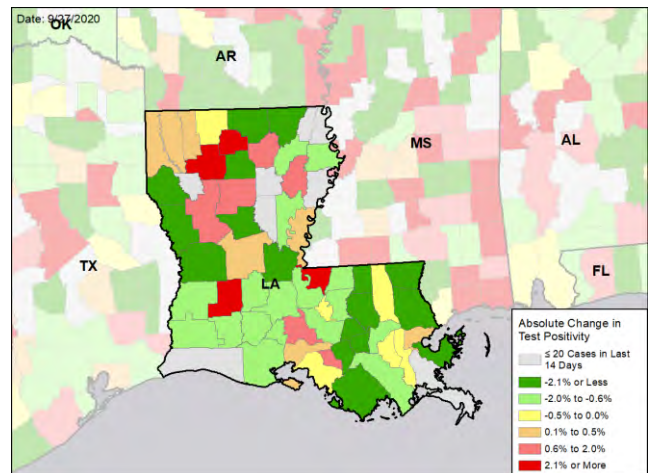 Date: 9/27/2020
OK
AR
MS
AL
TX
LA
FL
Absolute Change in
Test Positivity
≤ 20 Cases in Last
14 Days
-2.1% or Less
-2.0% to -0.6%
-0.5% to 0.0%
0.1% to 0.5%
0.6% to 2.0%
2.1% or More